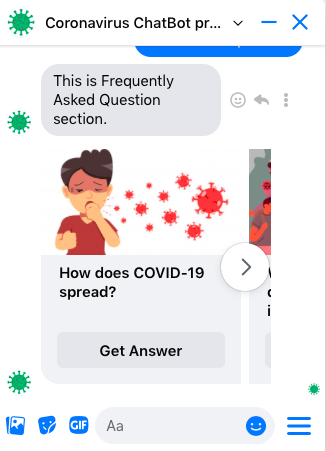 Coronavirus ChatBot pr...
This is Frequently
Asked Question
section.
How does COVID-19
spread?
Get Answer
GIF
Aa